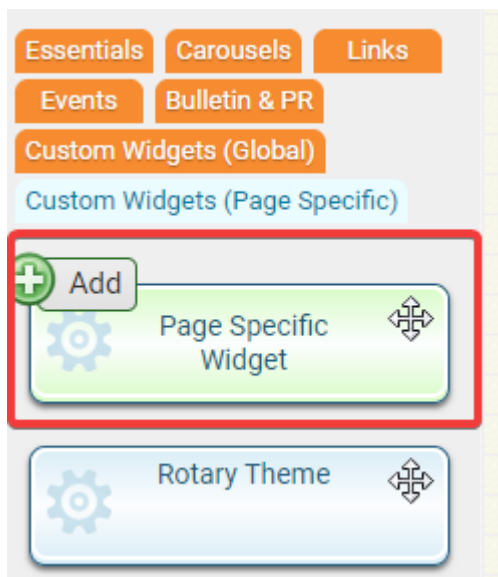 Essentials Carousels Links
Events Bulletin & PR
Custom Widgets (Global)
Custom Widgets (Page Specific)
Add
Page Specific
Widget
Rotary Theme